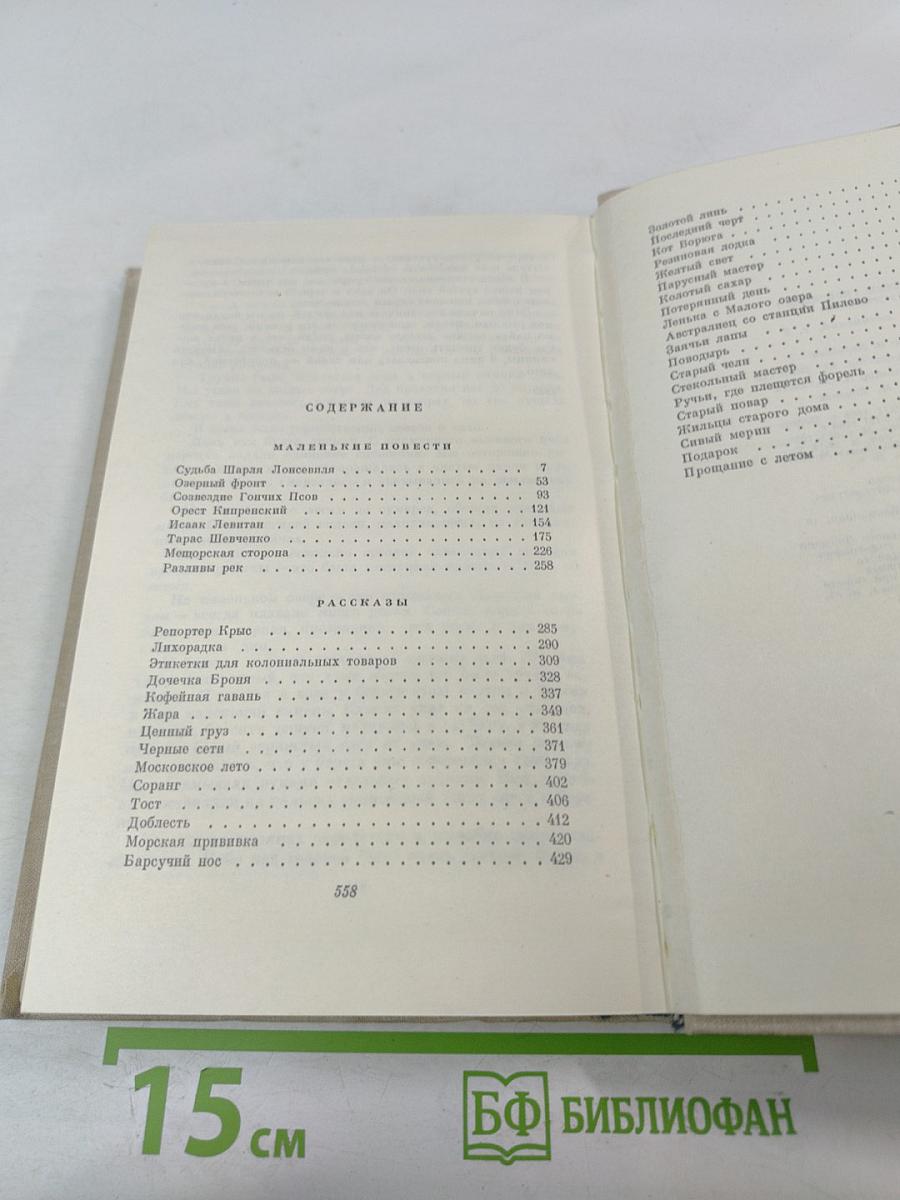 СОДЕРЖАНИЕ
МАЛЕНЬКИЕ ПОВЕСТИ
Судьба Шарля Лонсевиля . . . . . . . . . . . . . . . 7
Озерный фронт . . . . . . . . . . . . . . . . . . . 53
Созвездие Гончих Псов . . . . . . . . . . . . . . . 93
Орест Кипренский . . . . . . . . . . . . . . . . . 121
Исаак Левитан . . . . . . . . . . . . . . . . . . . 154
Тарас Шевченко . . . . . . . . . . . . . . . . . . 175
Мещорская сторона . . . . . . . . . . . . . . . . . 226
Разливы рек . . . . . . . . . . . . . . . . . . . . 258
РАССКАЗЫ
Репортер Крыс . . . . . . . . . . . . . . . . . . . 285
Лихорадка . . . . . . . . . . . . . . . . . . . . . 290
Этикетки для колониальных товаров . . . . . . . . . 309
Дочечка Броня . . . . . . . . . . . . . . . . . . . 328
Кофейная гавань . . . . . . . . . . . . . . . . . . 337
Жара . . . . . . . . . . . . . . . . . . . . . . . 349
Ценный груз . . . . . . . . . . . . . . . . . . . . 361
Черные сети . . . . . . . . . . . . . . . . . . . . 371
Московское лето . . . . . . . . . . . . . . . . . . 379
Соранг . . . . . . . . . . . . . . . . . . . . . . 402
Тост . . . . . . . . . . . . . . . . . . . . . . . 406
Доблесть . . . . . . . . . . . . . . . . . . . . . 412
Морская прививка . . . . . . . . . . . . . . . . . 420
Барсучий нос . . . . . . . . . . . . . . . . . . . 429
558
Золотой линь . . . . . . . . . .
Последний черт . . . . . . . . .
Кот Ворюга . . . . . . . . . . .
Резиновая лодка . . . . . . . .
Желтый свет . . . . . . . . . .
Парусный мастер . . . . . . . .
Колотый сахар . . . . . . . . .
Потерянный день . . . . . . . .
Ленька с Малого озера . . . . .
Австралиец со станции Пилево . .
Заячьи лапы . . . . . . . . . .
Поводырь . . . . . . . . . . . .
Старый челн . . . . . . . . . .
Стекольный мастер . . . . . . .
Ручьи, где плещется форель . . .
Старый повар . . . . . . . . . .
Жильцы старого дома . . . . . .
Сивый мерин . . . . . . . . . .
Подарок . . . . . . . . . . . .
Прощание с летом . . . . .
15 см
БФ БИБЛИОФАН